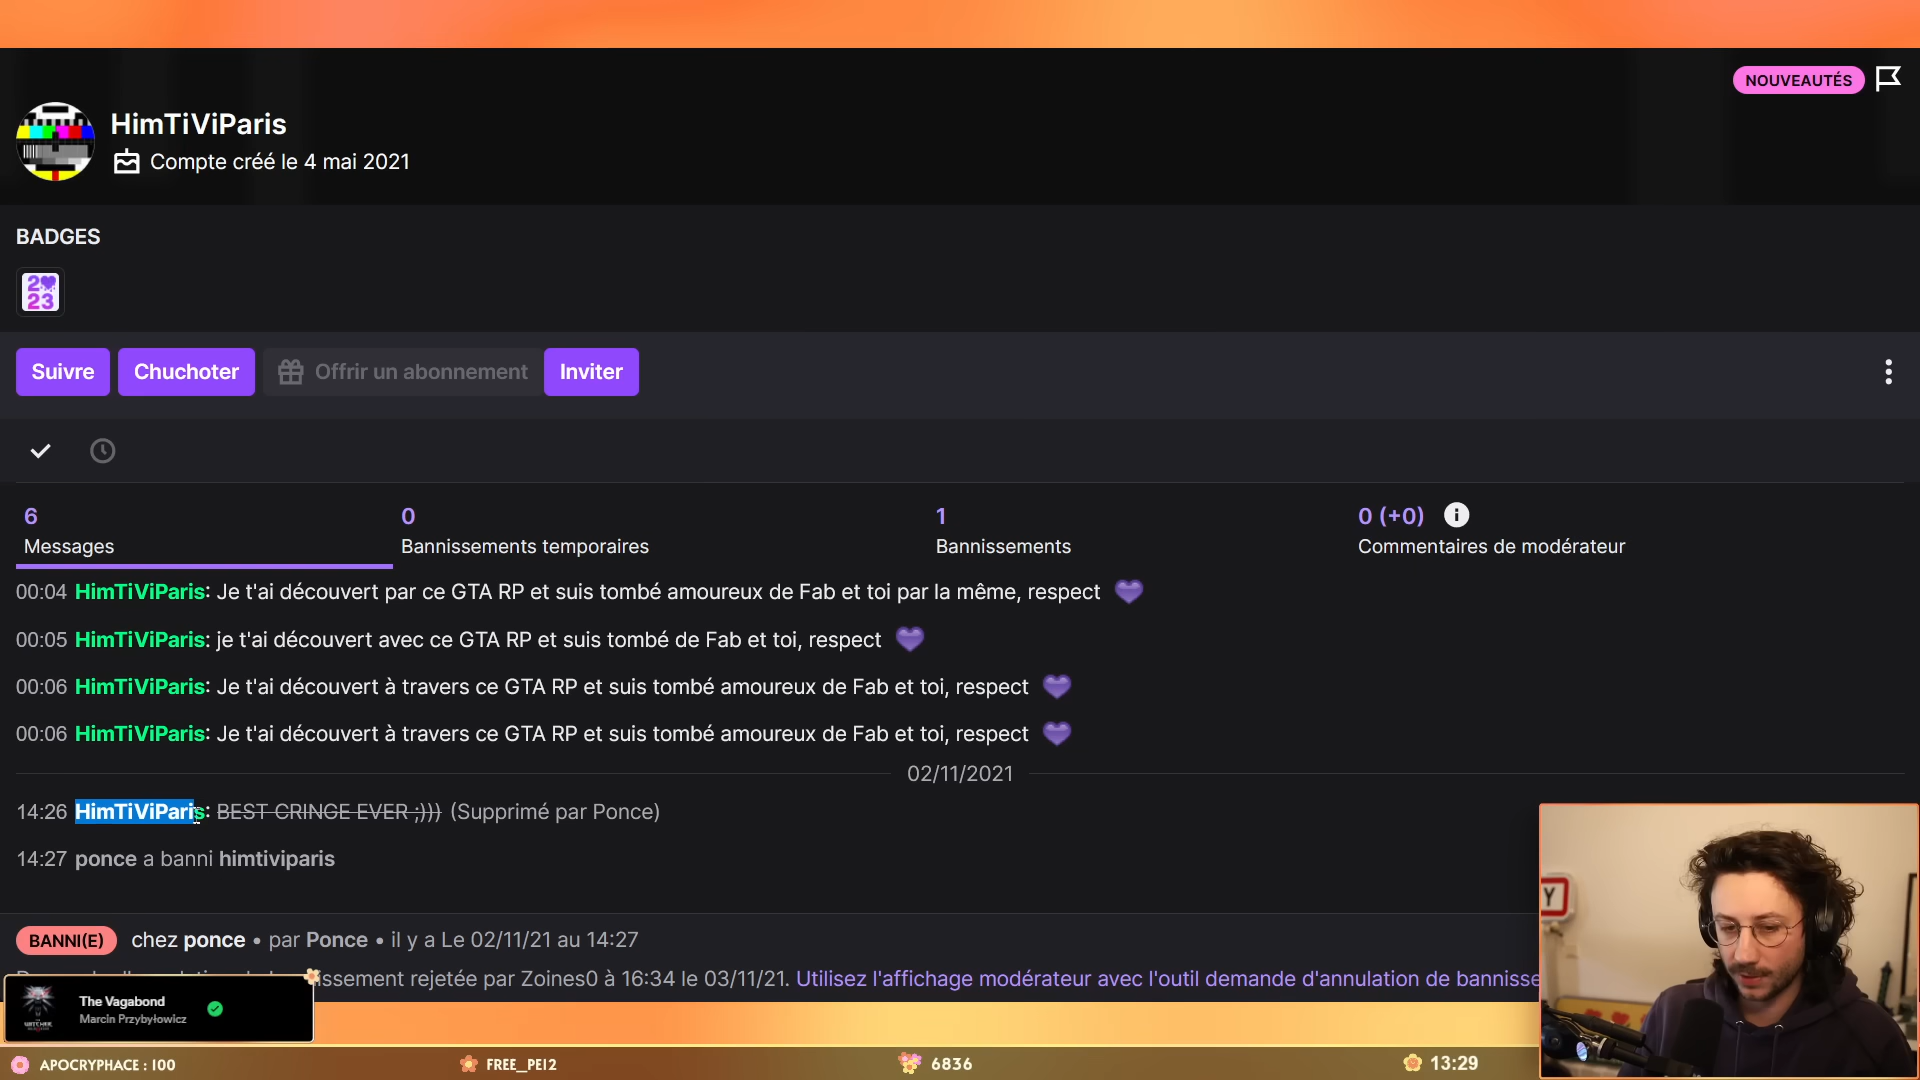 NOUVEAUTÉS
HimTiViParis
Compte créé le 4 mai 2021
BADGES
2
23
Suivre Chuchoter Offrir un abonnement Inviter
6 0 1 0 (+0)
Messages Bannissements temporaires Bannissements Commentaires de modérateur
00:04 HimTiViParis: Je t'ai découvert par ce GTA RP et suis tombé amoureux de Fab et toi par la même, respect
00:05 HimTiViParis: je t'ai découvert avec ce GTA RP et suis tombé de Fab et toi, respect
00:06 HimTiViParis: Je t'ai découvert à travers ce GTA RP et suis tombé amoureux de Fab et toi, respect
00:06 HimTiViParis: Je t'ai découvert à travers ce GTA RP et suis tombé amoureux de Fab et toi, respect
02/11/2021
14:26 HimTiViParis: BEST CRINGE EVER ;))) (Supprimé par Ponce)
14:27 ponce a banni himtiviparis
BANNI(E) chez ponce • par Ponce • il y a Le 02/11/21 au 14:27
issement rejetée par Zoines0 à 16:34 le 03/11/21. Utilisez l'affichage modérateur avec l'outil demande d'annulation de bannisse
The Vagabond
Marcin Przybyłowicz
Y
APOCRYPHACE : 100 FREE_PE12 6836 13:29